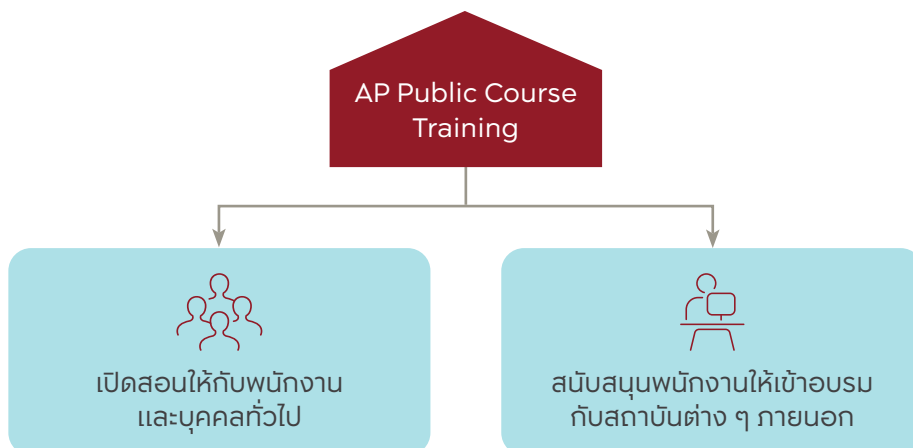 AP Public Course
Training
เปิดสอนให้กับพนักงาน
และบุคคลทั่วไป
สนับสนุนพนักงานให้เข้าอบรม
กับสถาบันต่าง ๆ ภายนอก